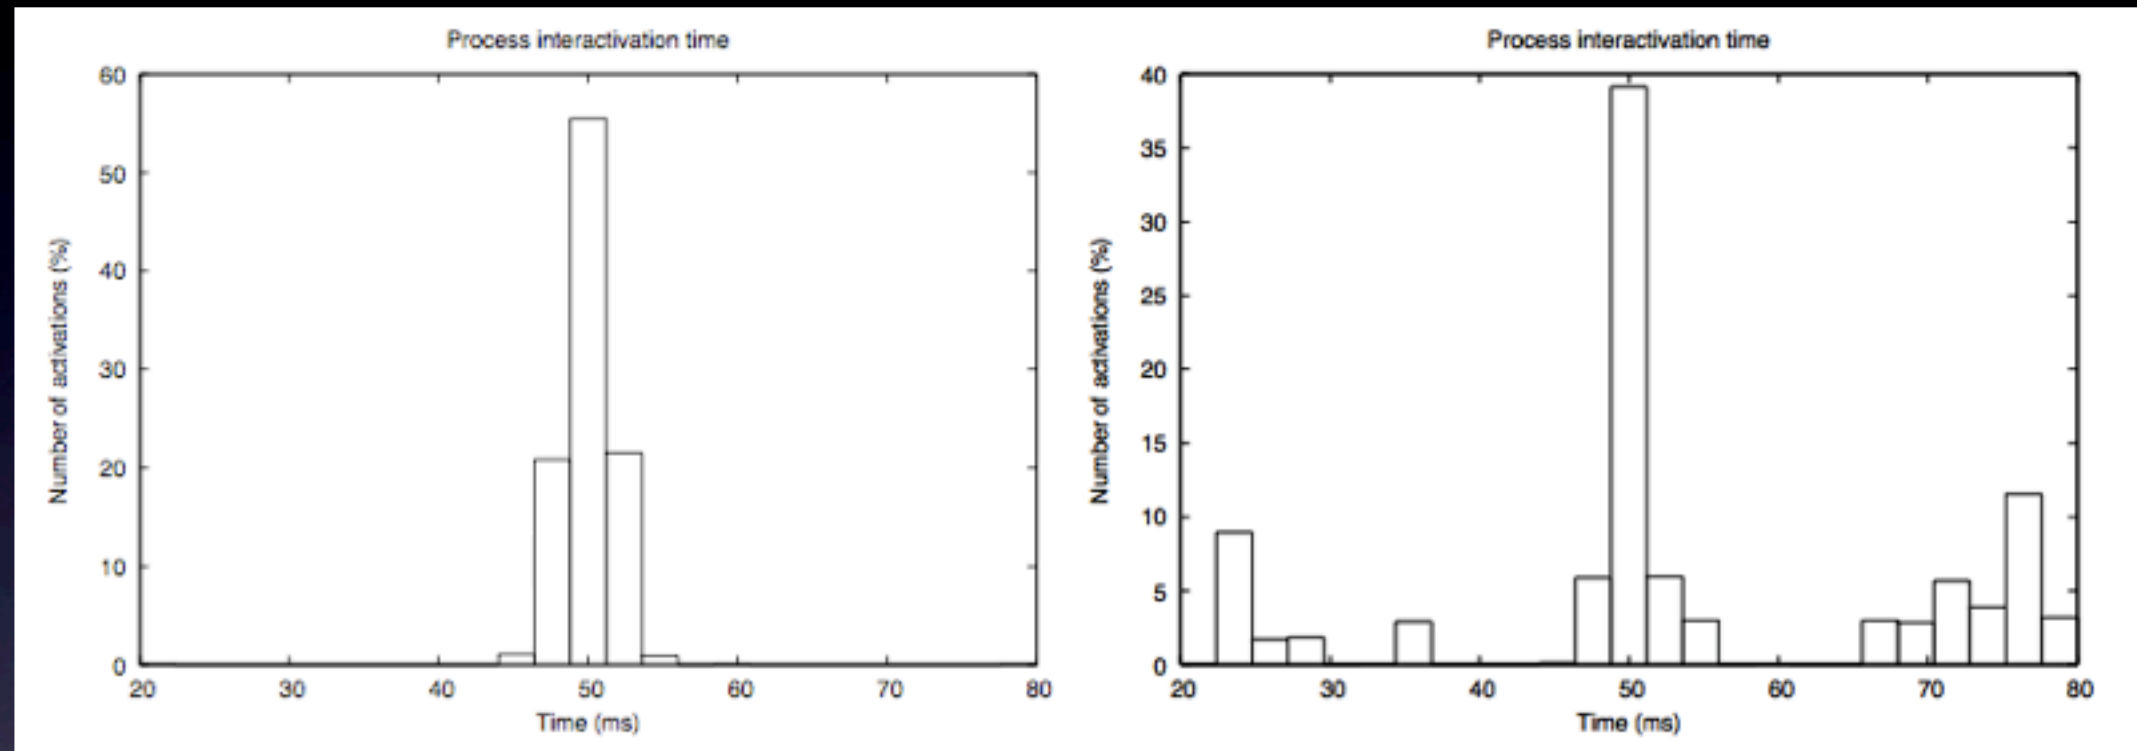 Process interactivation time
60
50
40
30
20
10
0
Number of activations (%)
20 30 40 50 60 70 80
Time (ms)
Process interactivation time
40
35
30
25
20
15
10
5
0
Number of activations (%)
20 30 40 50 60 70 80
Time (ms)